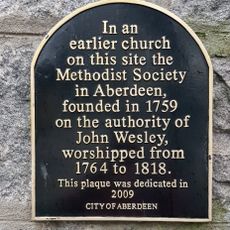 In an
earlier church
on this site the
Methodist Society
in Aberdeen,
founded in 1759
on the authority of
John Wesley,
worshipped from
1764 to 1818.
This plaque was dedicated in
2009
CITY OF ABERDEEN